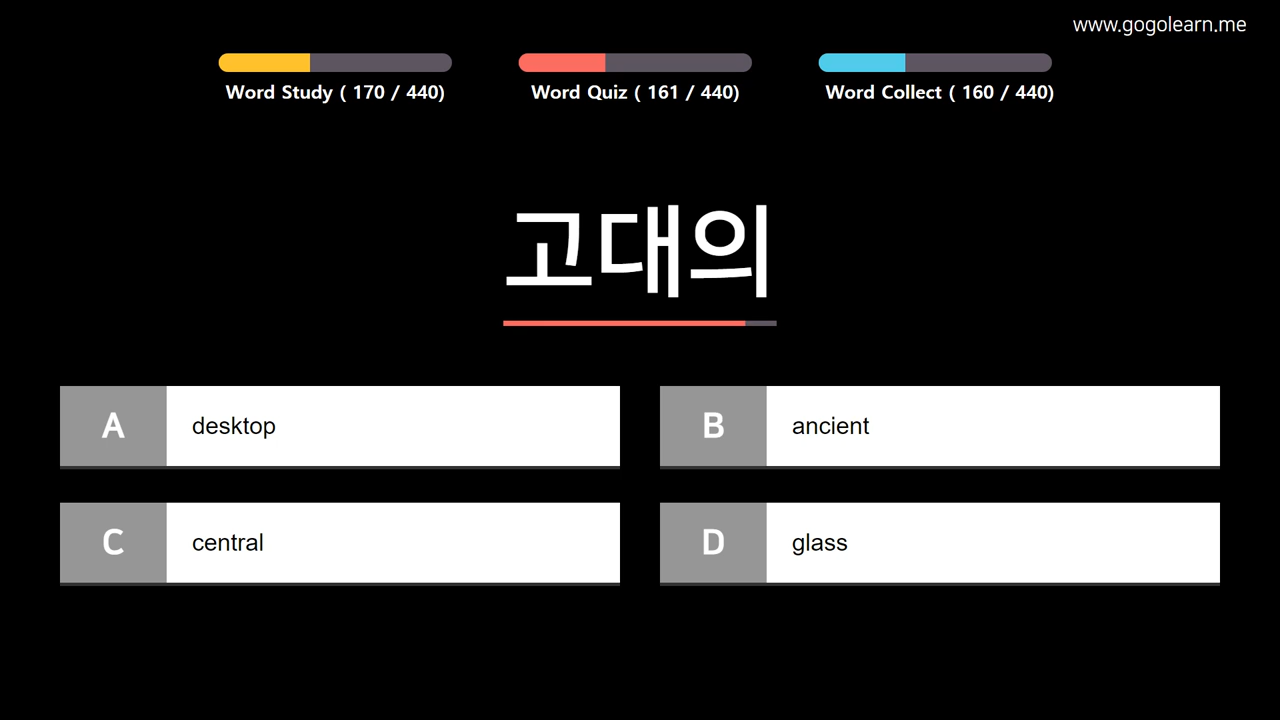 www.gogolearn.me
Word Study ( 170 / 440)
Word Quiz ( 161 / 440)
Word Collect ( 160 / 440)
고대의
A desktop
B ancient
C central
D glass